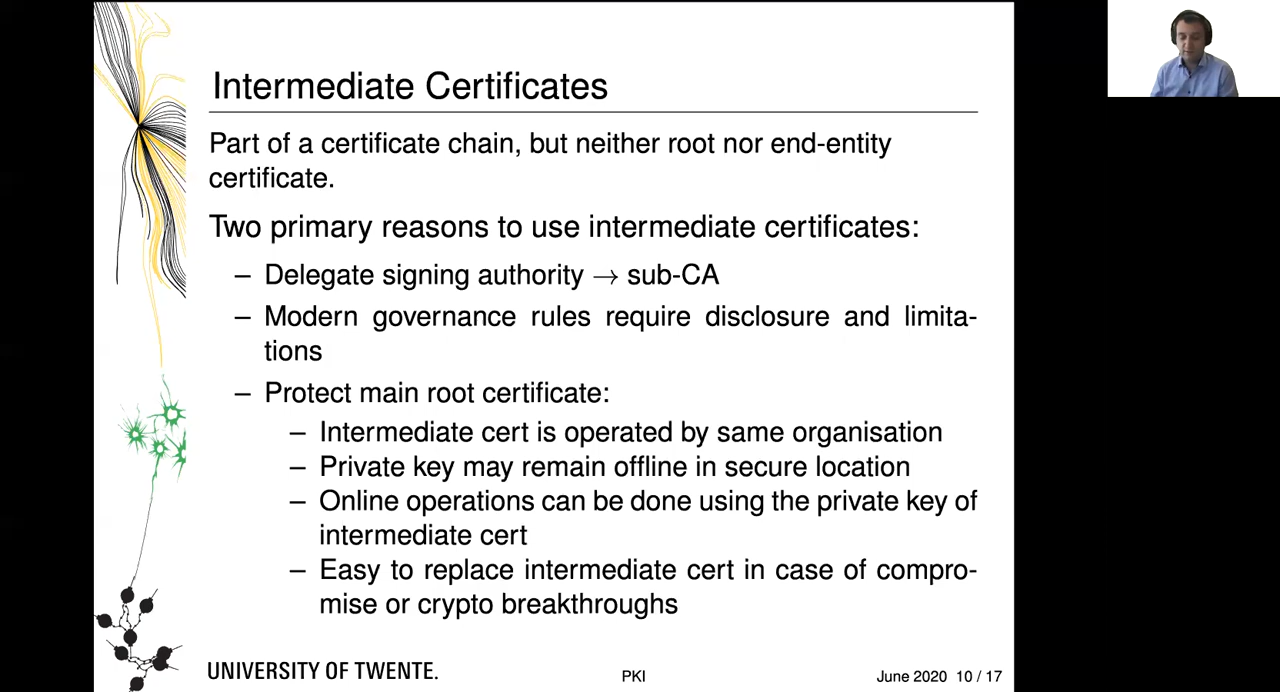 Intermediate Certificates
Part of a certificate chain, but neither root nor end-entity
certificate.
Two primary reasons to use intermediate certificates:
– Delegate signing authority → sub-CA
– Modern governance rules require disclosure and limita-
tions
– Protect main root certificate:
– Intermediate cert is operated by same organisation
– Private key may remain offline in secure location
– Online operations can be done using the private key of
intermediate cert
– Easy to replace intermediate cert in case of compro-
mise or crypto breakthroughs
UNIVERSITY OF TWENTE.
PKI
June 2020 10 / 17